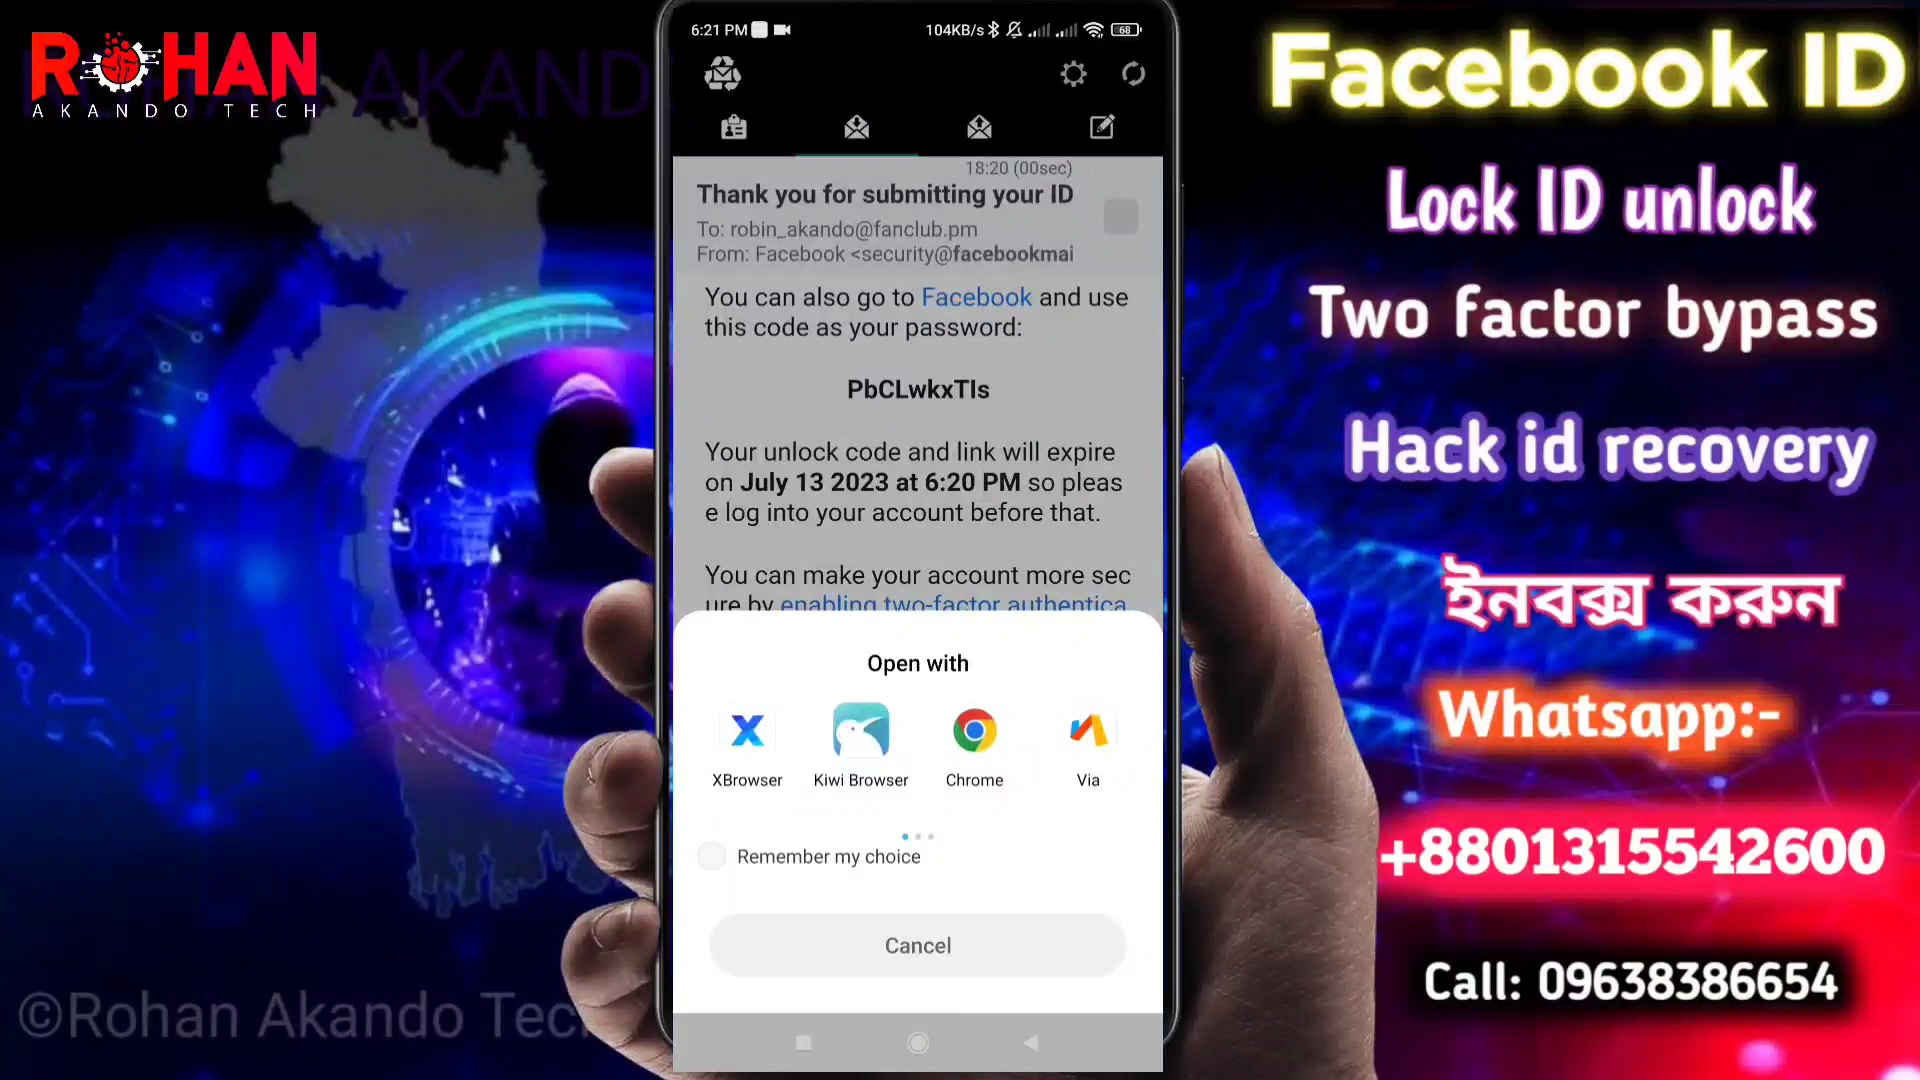 ROHAN
AKANDO TECH
AKANDO
6:21 PM
104KB/s
68
18:20 (00sec)
Thank you for submitting your ID
To: robin_akando@fanclub.pm
From: Facebook <security@facebookmai
You can also go to Facebook and use
this code as your password:
PbCLwkxTIs
Your unlock code and link will expire
on July 13 2023 at 6:20 PM so pleas
e log into your account before that.
You can make your account more sec
ure by enabling two-factor authentica
Open with
XBrowser
Kiwi Browser
Chrome
Via
Remember my choice
Cancel
Facebook ID
Lock ID unlock
Two factor bypass
Hack id recovery
ইনবক্স করুন
Whatsapp:-
+8801315542600
Call: 09638386654
©Rohan Akando Tec